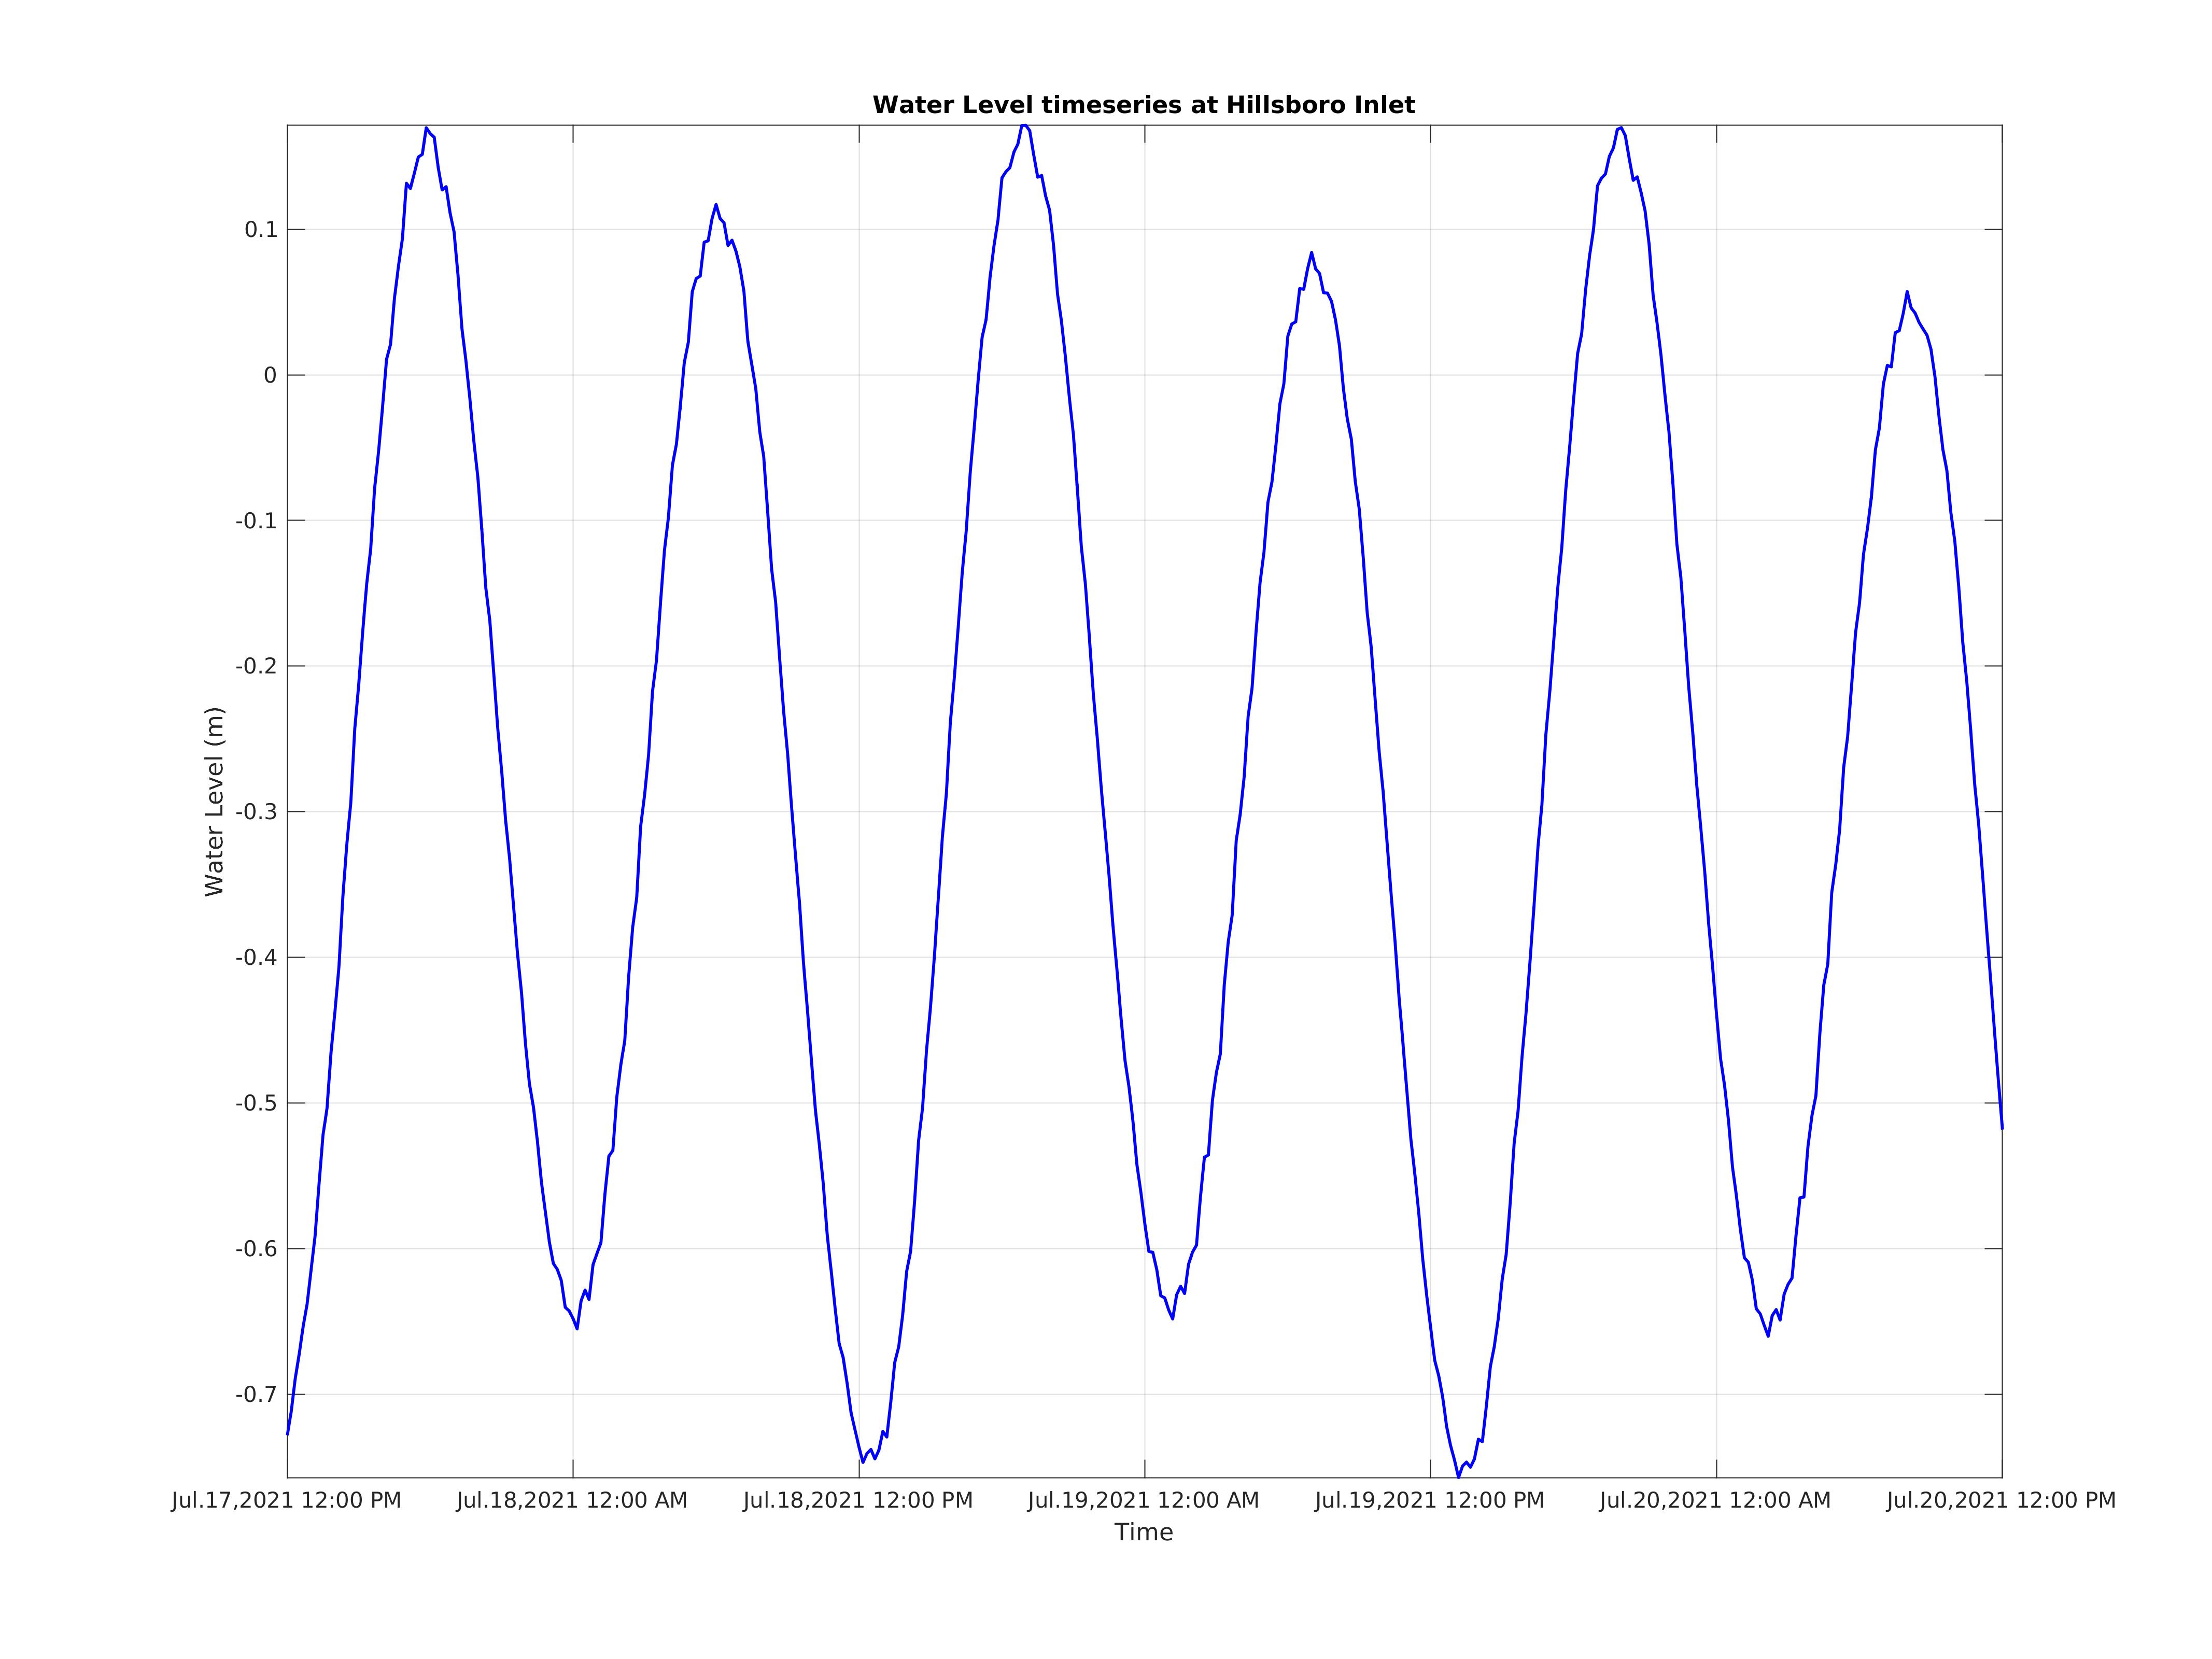 Water Level timeseries at Hillsboro Inlet
0.1
0
-0.1
-0.2
-0.3
-0.4
-0.5
-0.6
-0.7
Water Level (m)
Jul.17,2021 12:00 PM
Jul.18,2021 12:00 AM
Jul.18,2021 12:00 PM
Jul.19,2021 12:00 AM
Jul.19,2021 12:00 PM
Jul.20,2021 12:00 AM
Jul.20,2021 12:00 PM
Time